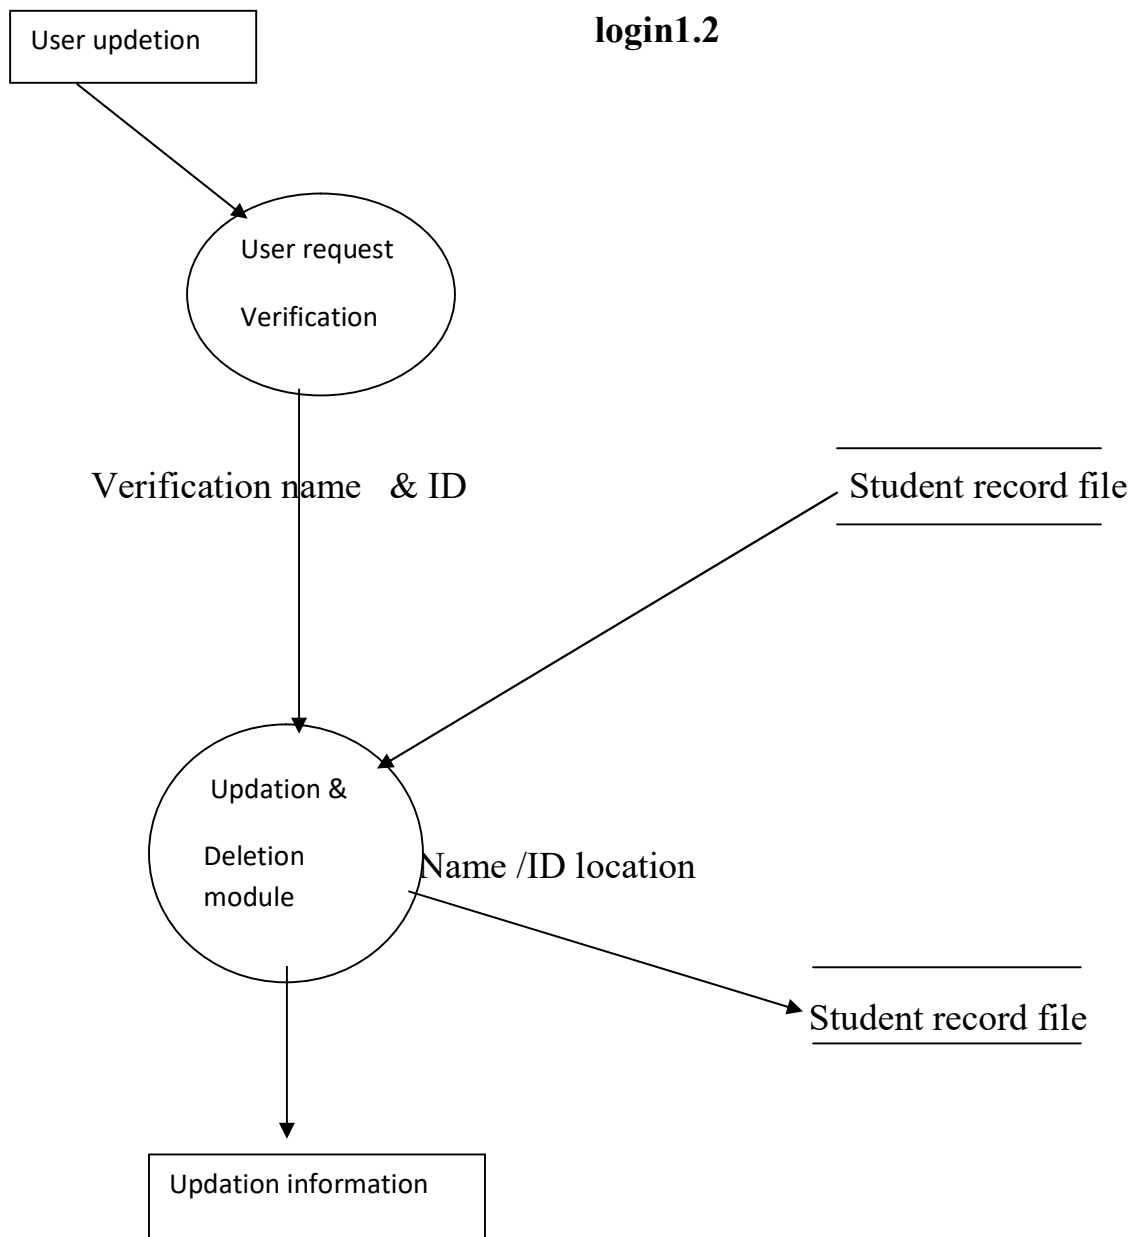 User updetion
login1.2
User request
Verification
Verification name & ID
Student record file
Updation &
Deletion
module
Name /ID location
Student record file
Updation information